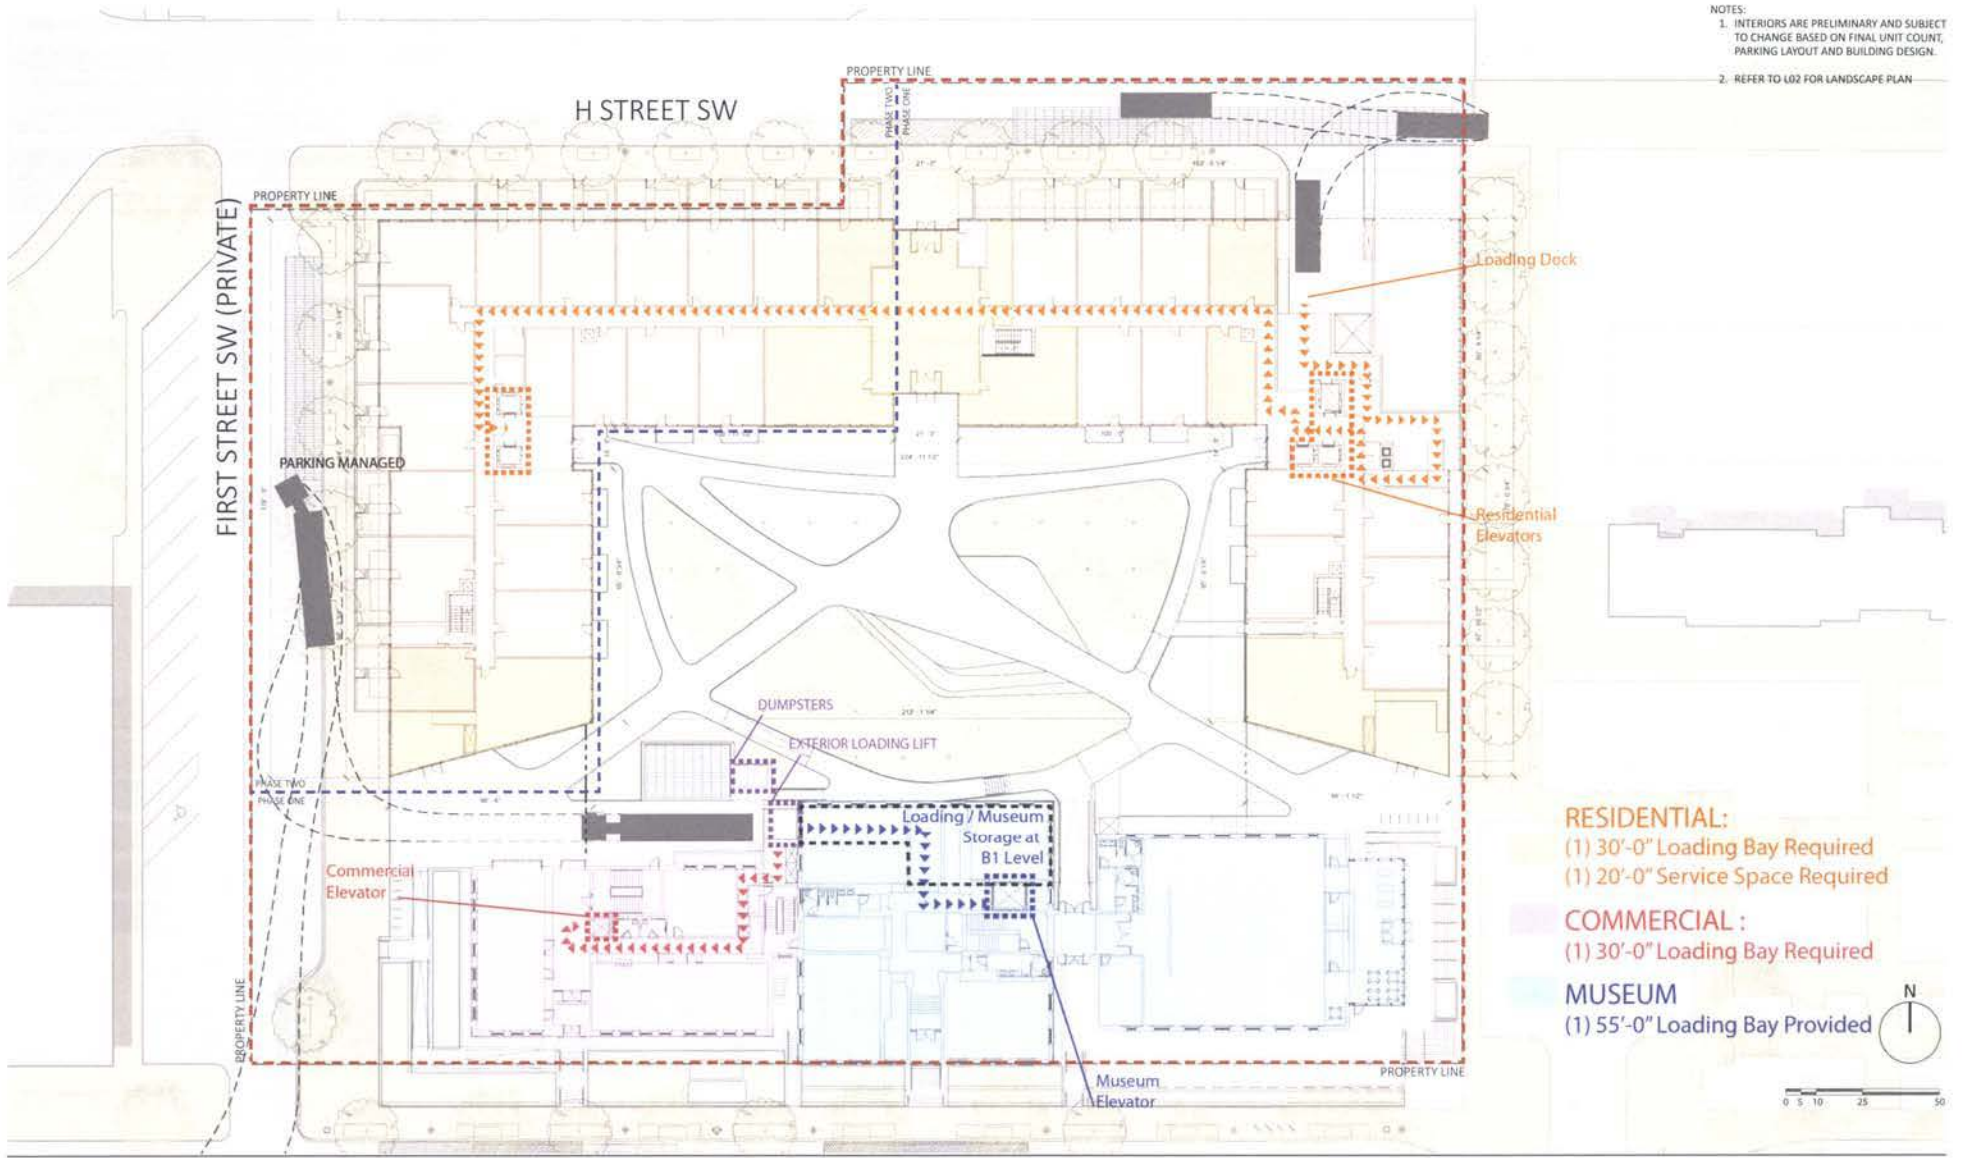 NOTES:
1. INTERIORS ARE PRELIMINARY AND SUBJECT
TO CHANGE BASED ON FINAL UNIT COUNT,
PARKING LAYOUT AND BUILDING DESIGN.
2. REFER TO L02 FOR LANDSCAPE PLAN
PROPERTY LINE
H STREET SW
PHASE TWO
PHASE ONE
PROPERTY LINE
FIRST STREET SW (PRIVATE)
Loading Dock
PARKING MANAGED
Residential
Elevators
DUMPSTERS
EXTERIOR LOADING LIFT
PHASE TWO
PHASE ONE
Loading / Museum
Storage at
B1 Level
Commercial
Elevator
RESIDENTIAL:
(1) 30'-0" Loading Bay Required
(1) 20'-0" Service Space Required
COMMERCIAL :
(1) 30'-0" Loading Bay Required
MUSEUM
(1) 55'-0" Loading Bay Provided
N
PROPERTY LINE
PROPERTY LINE
Museum
Elevator
0 5 10 25 50